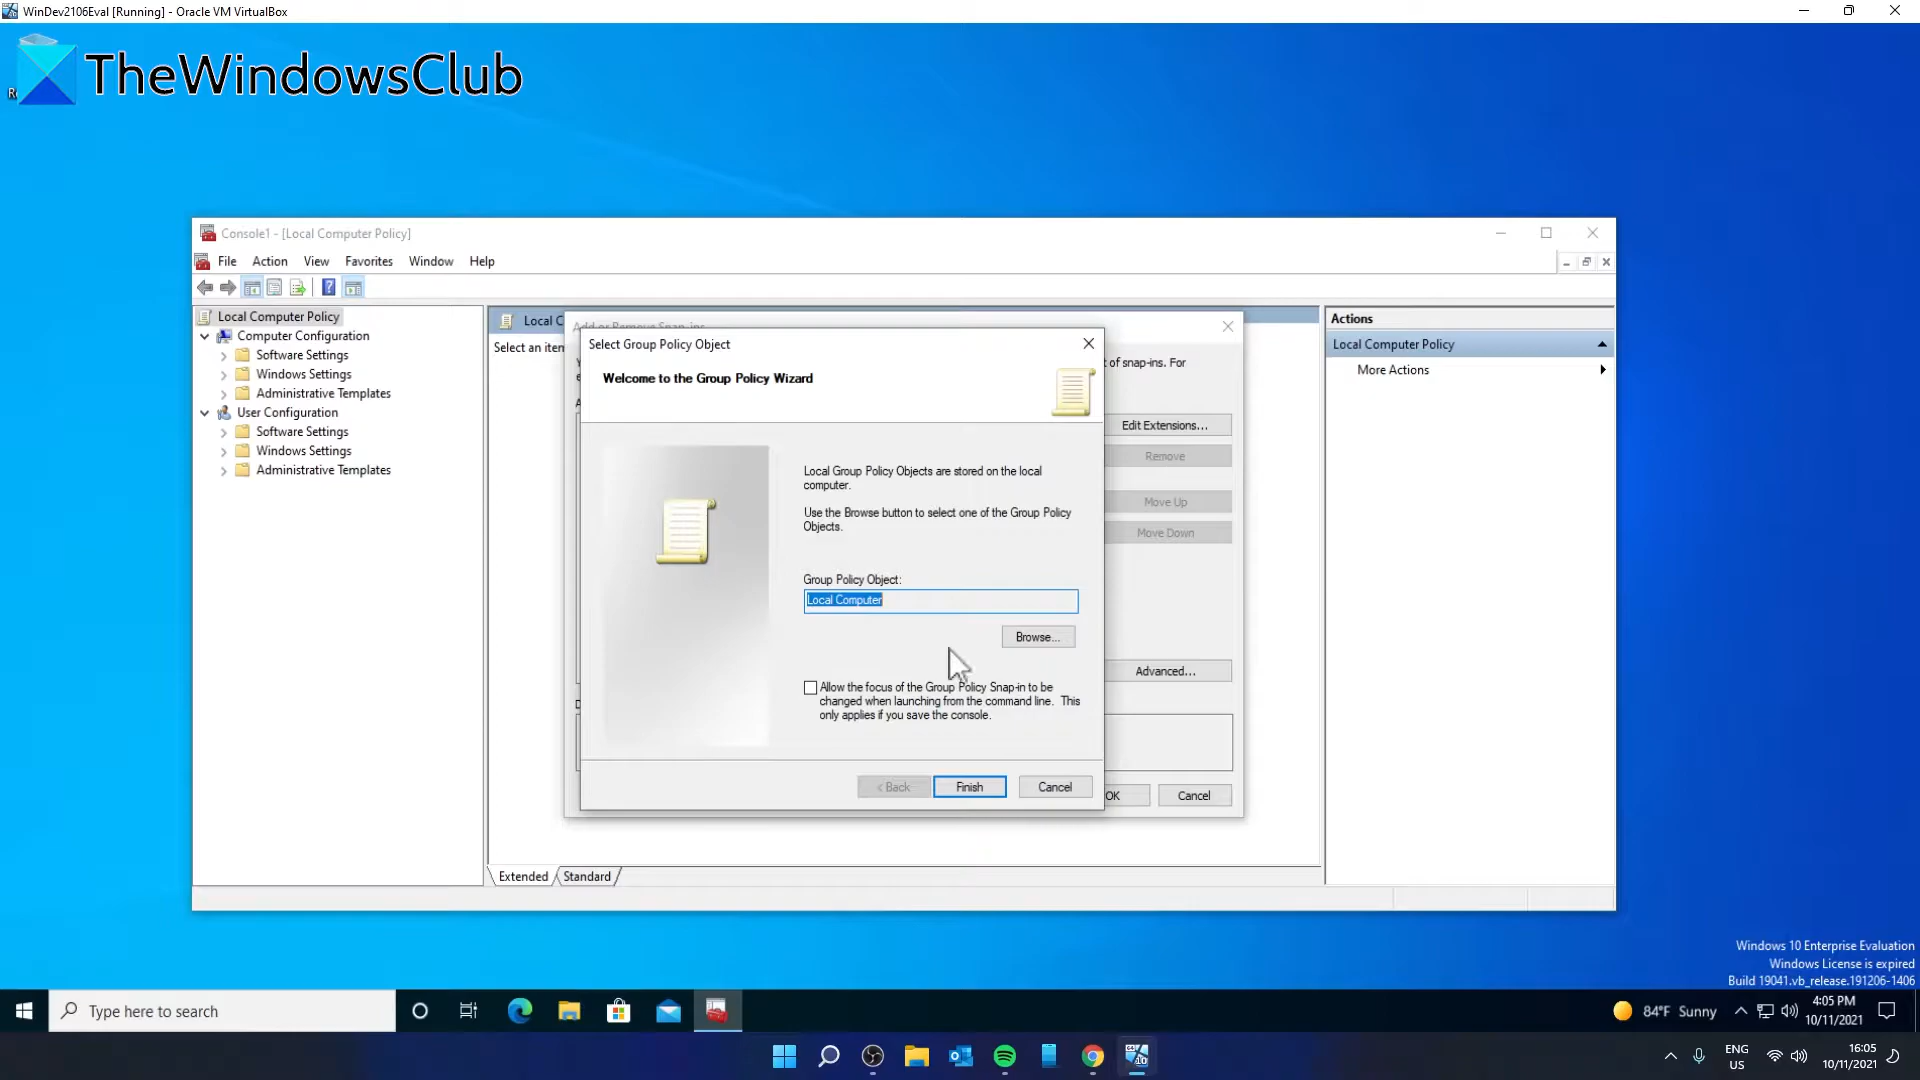 WinDev2106Eval [Running] - Oracle VM VirtualBox
TheWindowsClub
Console1 - [Local Computer Policy]
File Action View Favorites Window Help
Local Computer Policy
Computer Configuration
Software Settings
Windows Settings
Administrative Templates
User Configuration
Software Settings
Windows Settings
Administrative Templates
Local C
Select an iten
Add or Remove Snap-ins
t of snap-ins. For
Edit Extensions...
Remove
Move Up
Move Down
Advanced...
OK
Cancel
Select Group Policy Object
Welcome to the Group Policy Wizard
Local Group Policy Objects are stored on the local
computer.
Use the Browse button to select one of the Group Policy
Objects.
Group Policy Object:
Local Computer
Browse...
Allow the focus of the Group Policy Snap-in to be
changed when launching from the command line. This
only applies if you save the console.
< Back
Finish
Cancel
Extended
Standard
Actions
Local Computer Policy
More Actions
Windows 10 Enterprise Evaluation
Windows License is expired
Build 19041.vb_release.191206-1406
Type here to search
84°F Sunny
4:05 PM
10/11/2021
ENG
US
16:05
10/11/2021